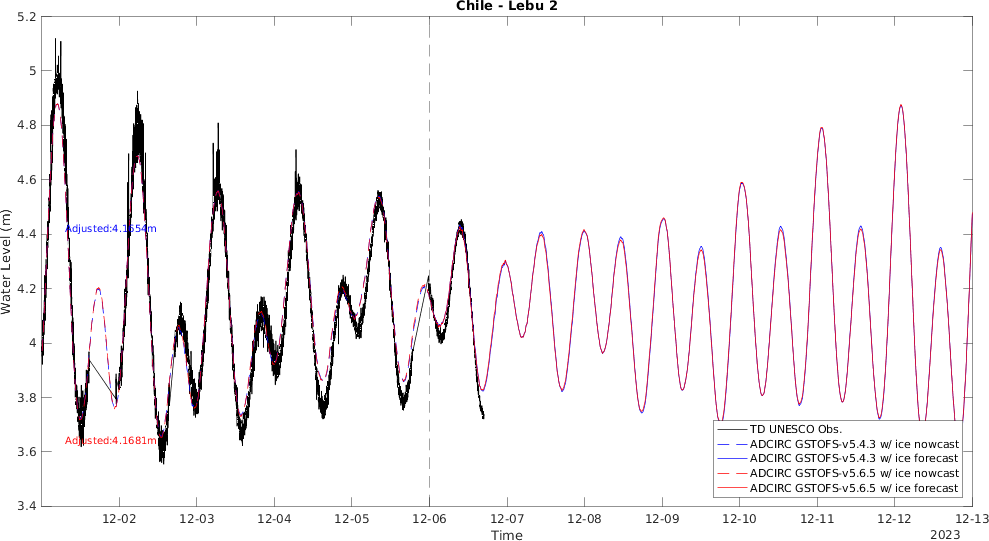 Chile - Lebu 2
5.2
5
4.8
4.6
4.4
4.2
4
3.8
3.6
3.4
Water Level (m)
Adjusted:4.1654m
Adjusted:4.1681m
TD UNESCO Obs.
ADCIRC GSTOFS-v5.4.3 w/ ice nowcast
ADCIRC GSTOFS-v5.4.3 w/ ice forecast
ADCIRC GSTOFS-v5.6.5 w/ ice nowcast
ADCIRC GSTOFS-v5.6.5 w/ ice forecast
12-02 12-03 12-04 12-05 12-06 12-07 12-08 12-09 12-10 12-11 12-12 12-13
Time
2023